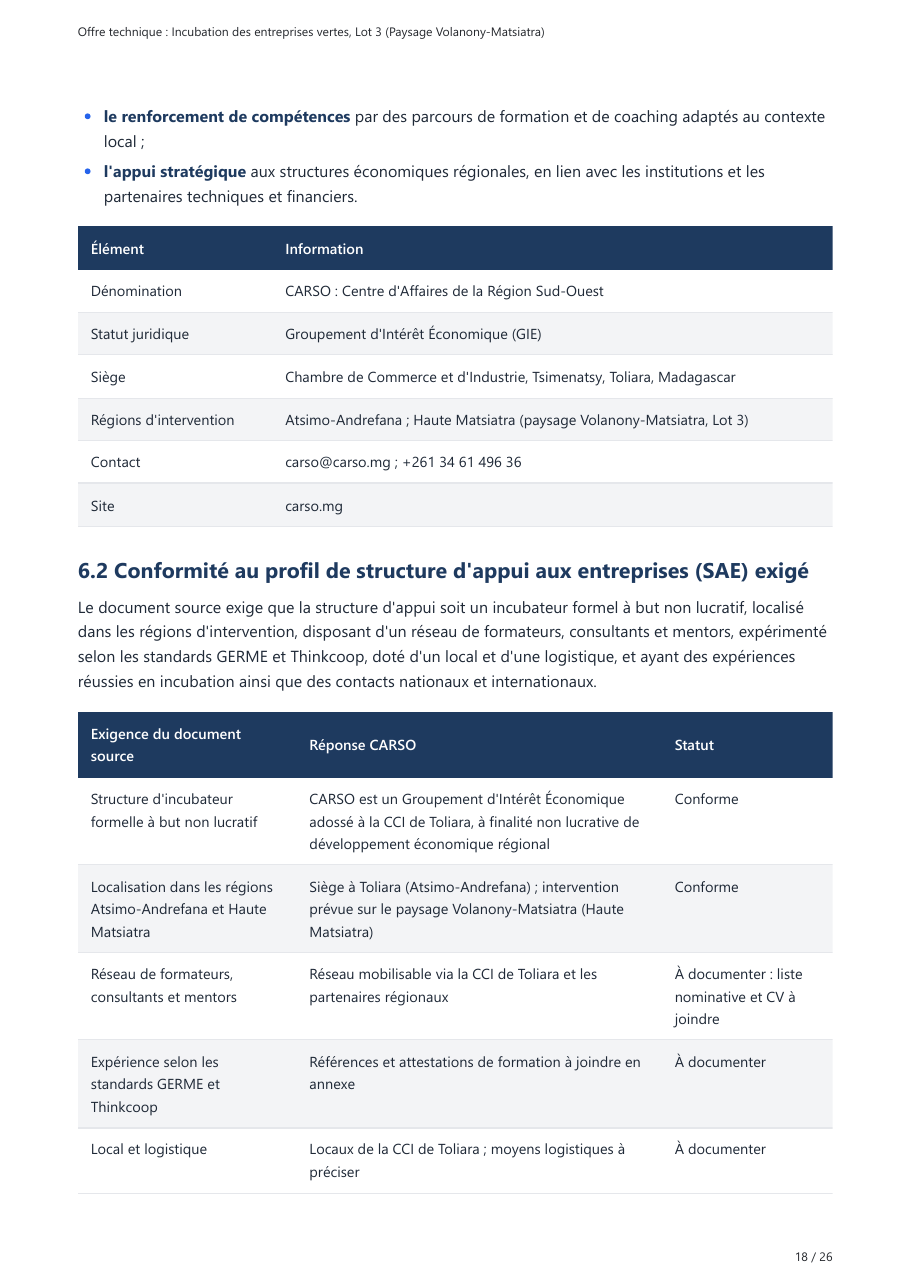 Offre technique : Incubation des entreprises vertes, Lot 3 (Paysage Volanony-Matsiatra)
• le renforcement de compétences par des parcours de formation et de coaching adaptés au contexte
local ;
• l'appui stratégique aux structures économiques régionales, en lien avec les institutions et les
partenaires techniques et financiers.
Élément Information
Dénomination CARSO : Centre d'Affaires de la Région Sud-Ouest
Statut juridique Groupement d'Intérêt Économique (GIE)
Siège Chambre de Commerce et d'Industrie, Tsimenatsy, Toliara, Madagascar
Régions d'intervention Atsimo-Andrefana ; Haute Matsiatra (paysage Volanony-Matsiatra, Lot 3)
Contact carso@carso.mg ; +261 34 61 496 36
Site carso.mg
6.2 Conformité au profil de structure d'appui aux entreprises (SAE) exigé
Le document source exige que la structure d'appui soit un incubateur formel à but non lucratif, localisé
dans les régions d'intervention, disposant d'un réseau de formateurs, consultants et mentors, expérimenté
selon les standards GERME et Thinkcoop, doté d'un local et d'une logistique, et ayant des expériences
réussies en incubation ainsi que des contacts nationaux et internationaux.
Exigence du document
source
Réponse CARSO
Statut
Structure d'incubateur
formelle à but non lucratif
CARSO est un Groupement d'Intérêt Économique
adossé à la CCI de Toliara, à finalité non lucrative de
développement économique régional
Conforme
Localisation dans les régions
Atsimo-Andrefana et Haute
Matsiatra
Siège à Toliara (Atsimo-Andrefana) ; intervention
prévue sur le paysage Volanony-Matsiatra (Haute
Matsiatra)
Conforme
Réseau de formateurs,
consultants et mentors
Réseau mobilisable via la CCI de Toliara et les
partenaires régionaux
À documenter : liste
nominative et CV à
joindre
Expérience selon les
standards GERME et
Thinkcoop
Références et attestations de formation à joindre en
annexe
À documenter
Local et logistique
Locaux de la CCI de Toliara ; moyens logistiques à
préciser
À documenter
18 / 26